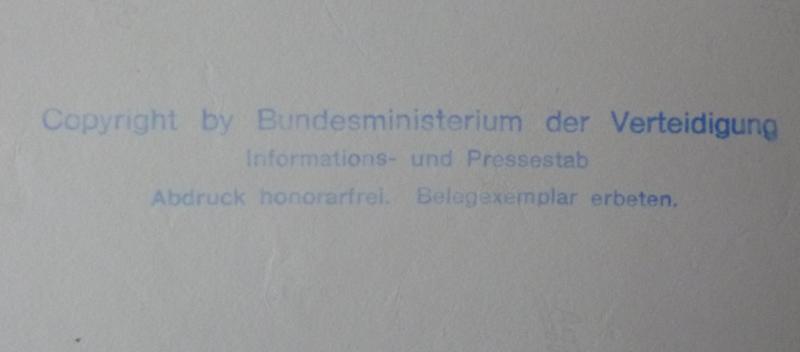 Copyright by Bundesministerium der Verteidigung
Informations- und Pressestab
Abdruck honorarfrei. Belegexemplar erbeten.